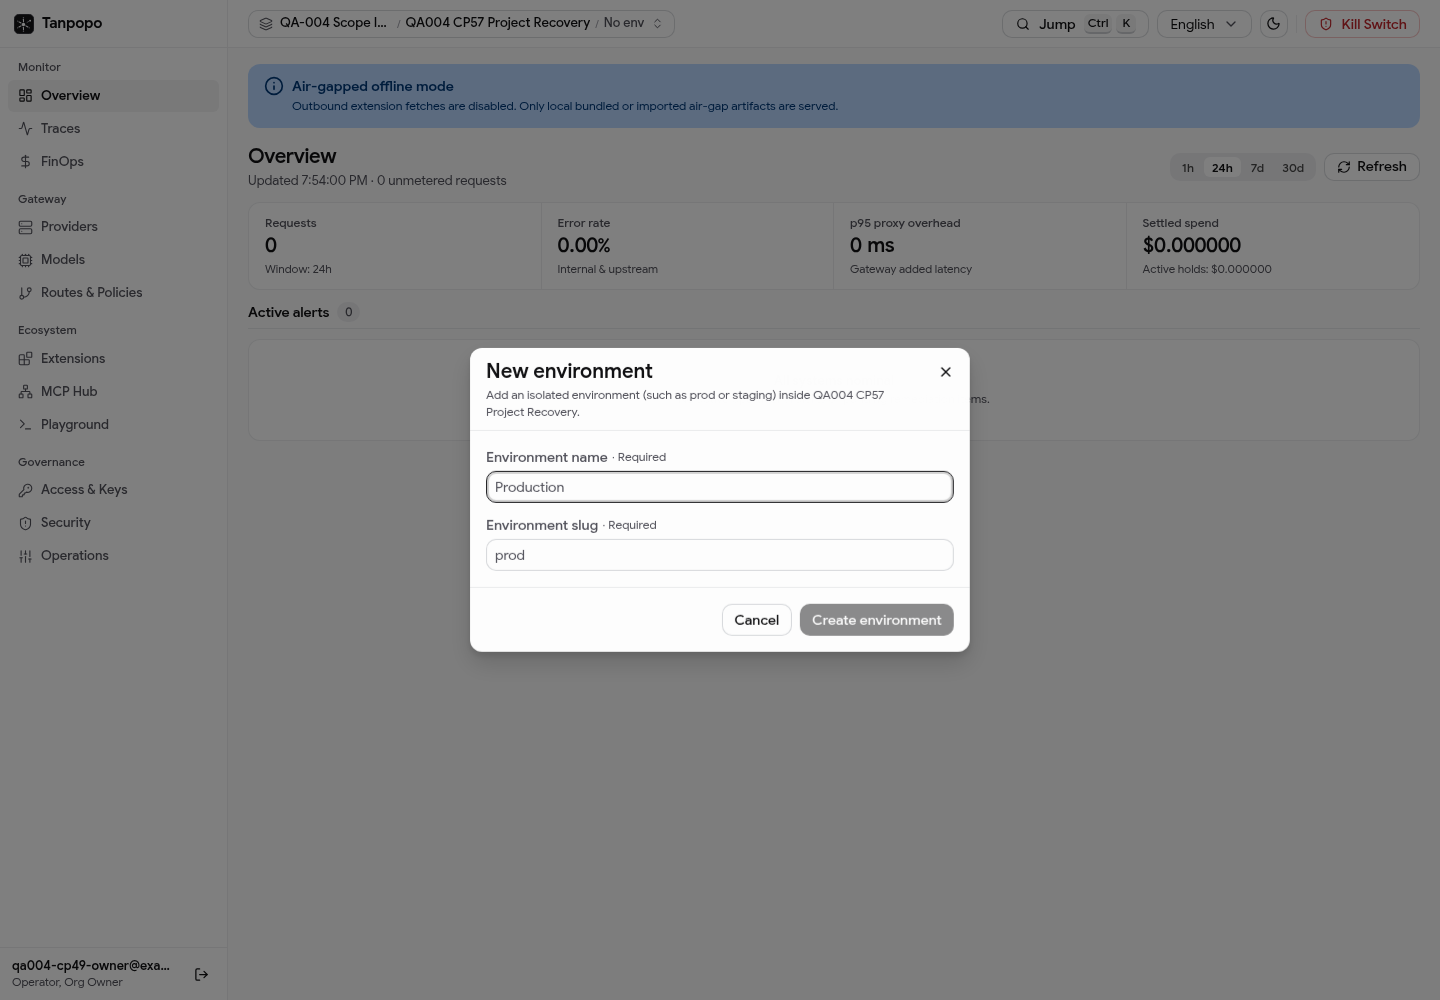 Tanpopo
QA-004 Scope I... / QA004 CP57 Project Recovery / No env
Jump Ctrl K
English
Kill Switch
Monitor
Overview
Traces
FinOps
Gateway
Providers
Models
Routes & Policies
Ecosystem
Extensions
MCP Hub
Playground
Governance
Access & Keys
Security
Operations
qa004-cp49-owner@exa...
Operator, Org Owner
Air-gapped offline mode
Outbound extension fetches are disabled. Only local bundled or imported air-gap artifacts are served.
Overview
Updated 7:54:00 PM · 0 unmetered requests
1h 24h 7d 30d
Refresh
Requests
0
Window: 24h
Error rate
0.00%
Internal & upstream
p95 proxy overhead
0 ms
Gateway added latency
Settled spend
$0.000000
Active holds: $0.000000
Active alerts 0
ms.
New environment
Add an isolated environment (such as prod or staging) inside QA004 CP57
Project Recovery.
Environment name · Required
Production
Environment slug · Required
prod
Cancel
Create environment